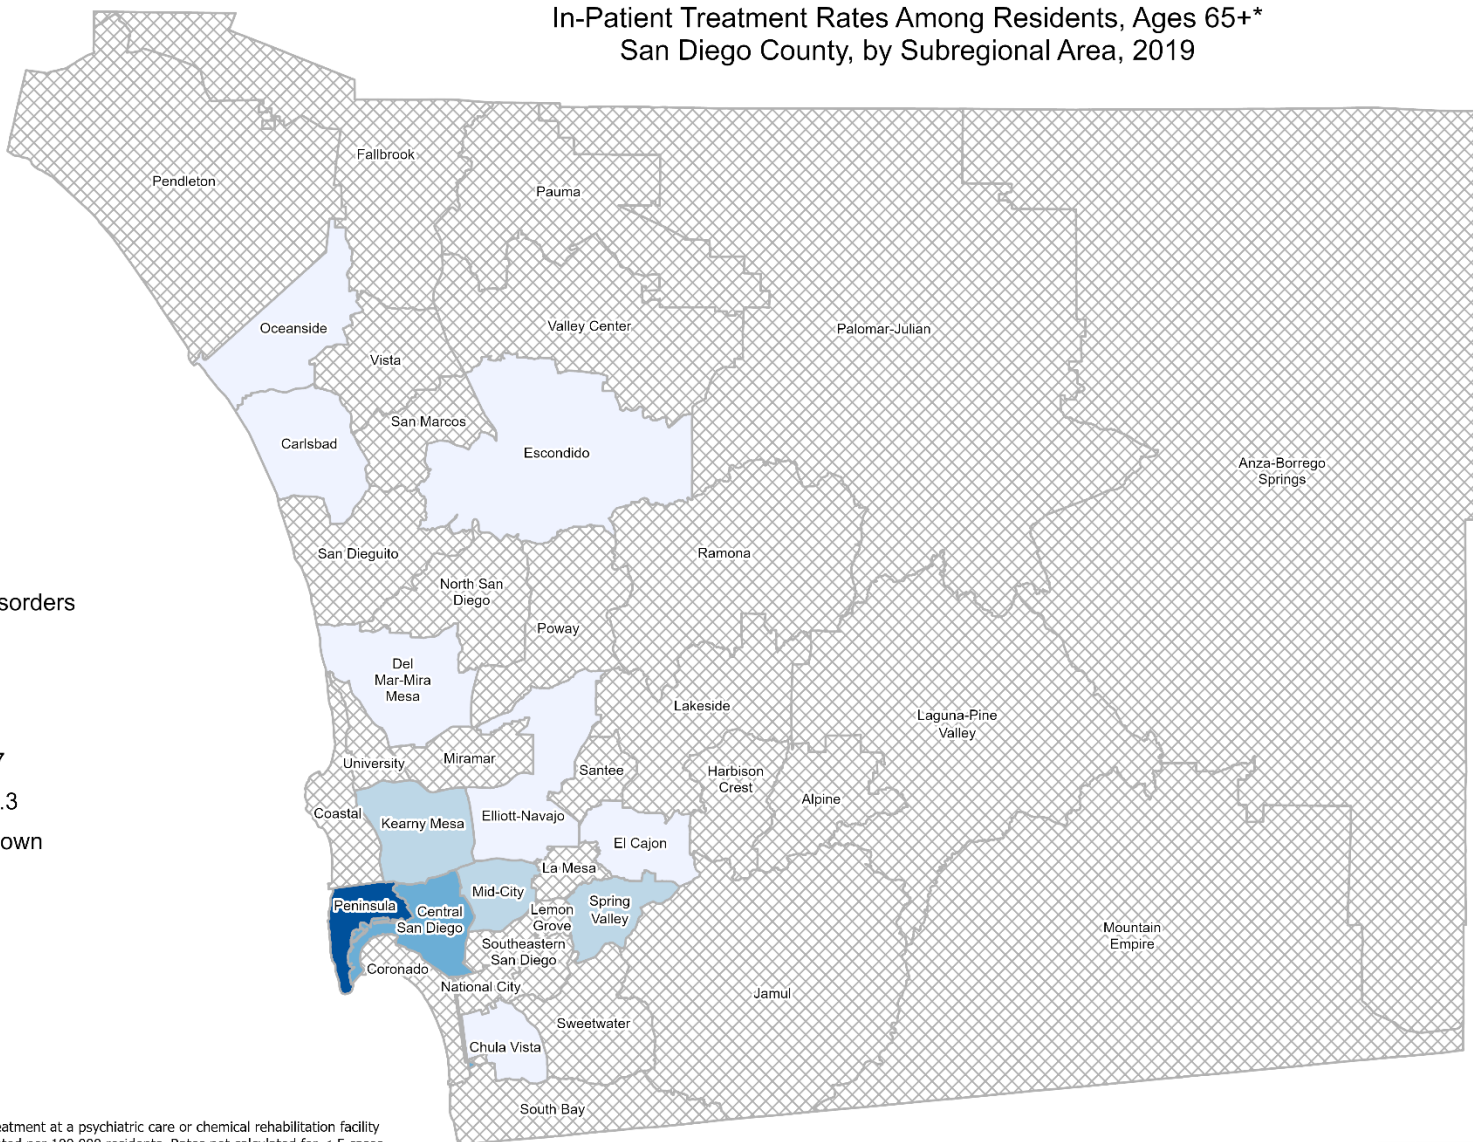 In-Patient Treatment Rates Among Residents, Ages 65+*
San Diego County, by Subregional Area, 2019
Fallbrook
Pendleton
Pauma
Oceanside
Valley Center
Palomar-Julian
Vista
San Marcos
Carlsbad
Escondido
Anza-Borrego
Springs
San Dieguito
Ramona
North San
Diego
sorders
Poway
Del
Mar-Mira
Mesa
Lakeside
Laguna-Pine
Valley
University
Miramar
Santee
Harbison
Crest
Alpine
.3
Coastal
Kearny Mesa
Elliott-Navajo
own
El Cajon
La Mesa
Mid-City
Spring
Valley
Peninsula
Central
San Diego
Lemon
Grove
Southeastern
San Diego
Mountain
Empire
Coronado
National City
Jamul
Sweetwater
Chula Vista
South Bay
eatment at a psychiatric care or chemical rehabilitation facility